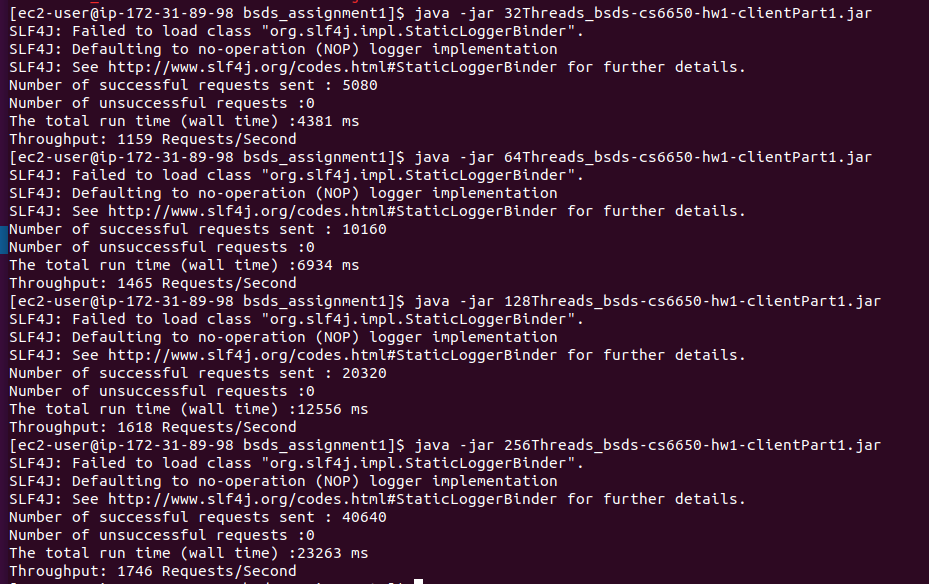 [ec2-user@ip-172-31-89-98 bsds_assignment1]$ java -jar 32Threads_bsds-cs6650-hw1-clientPart1.jar
SLF4J: Failed to load class "org.slf4j.impl.StaticLoggerBinder".
SLF4J: Defaulting to no-operation (NOP) logger implementation
SLF4J: See http://www.slf4j.org/codes.html#StaticLoggerBinder for further details.
Number of successful requests sent : 5080
Number of unsuccessful requests :0
The total run time (wall time) :4381 ms
Throughput: 1159 Requests/Second
[ec2-user@ip-172-31-89-98 bsds_assignment1]$ java -jar 64Threads_bsds-cs6650-hw1-clientPart1.jar
SLF4J: Failed to load class "org.slf4j.impl.StaticLoggerBinder".
SLF4J: Defaulting to no-operation (NOP) logger implementation
SLF4J: See http://www.slf4j.org/codes.html#StaticLoggerBinder for further details.
Number of successful requests sent : 10160
Number of unsuccessful requests :0
The total run time (wall time) :6934 ms
Throughput: 1465 Requests/Second
[ec2-user@ip-172-31-89-98 bsds_assignment1]$ java -jar 128Threads_bsds-cs6650-hw1-clientPart1.jar
SLF4J: Failed to load class "org.slf4j.impl.StaticLoggerBinder".
SLF4J: Defaulting to no-operation (NOP) logger implementation
SLF4J: See http://www.slf4j.org/codes.html#StaticLoggerBinder for further details.
Number of successful requests sent : 20320
Number of unsuccessful requests :0
The total run time (wall time) :12556 ms
Throughput: 1618 Requests/Second
[ec2-user@ip-172-31-89-98 bsds_assignment1]$ java -jar 256Threads_bsds-cs6650-hw1-clientPart1.jar
SLF4J: Failed to load class "org.slf4j.impl.StaticLoggerBinder".
SLF4J: Defaulting to no-operation (NOP) logger implementation
SLF4J: See http://www.slf4j.org/codes.html#StaticLoggerBinder for further details.
Number of successful requests sent : 40640
Number of unsuccessful requests :0
The total run time (wall time) :23263 ms
Throughput: 1746 Requests/Second